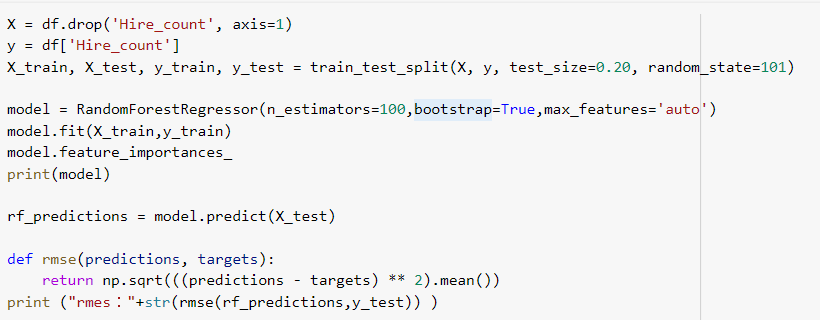 X = df.drop('Hire_count', axis=1)
y = df['Hire_count']
X_train, X_test, y_train, y_test = train_test_split(X, y, test_size=0.20, random_state=101)
model = RandomForestRegressor(n_estimators=100,bootstrap=True,max_features='auto')
model.fit(X_train,y_train)
model.feature_importances_
print(model)
rf_predictions = model.predict(X_test)
def rmse(predictions, targets):
    return np.sqrt(((predictions - targets) ** 2).mean())
print ("rmes："+str(rmse(rf_predictions,y_test)) )